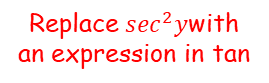 Replace sec²ywith
an expression in tan